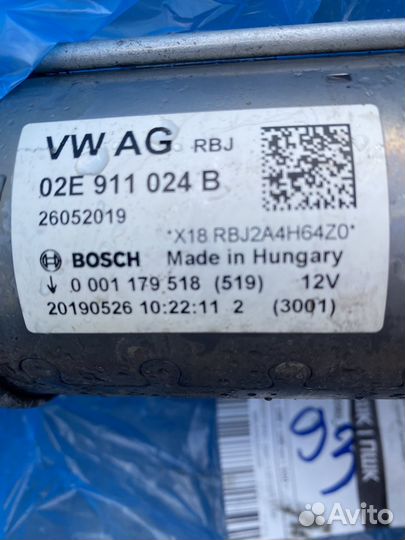 VW AG RBJ
02E 911 024 B
26052019
*X18 RBJ2A4H64Z0*
BOSCH Made in Hungary
0 001 179 518 (519) 12V
20190526 10:22:11 2 (3001)
93
Avito